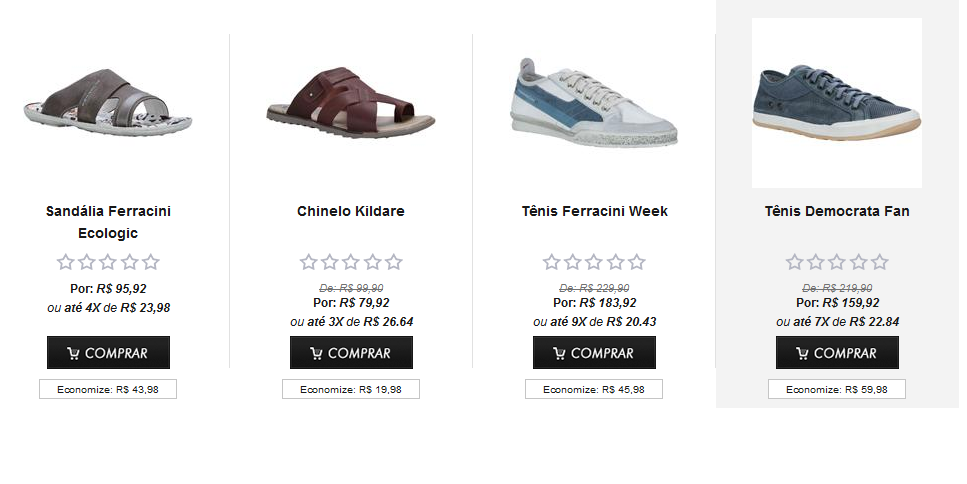 Sandália Ferracini
Ecologic
Por: R$ 95,92
ou até 4X de R$ 23,98
COMPRAR
Economize: R$ 43,98
Chinelo Kildare
De: R$ 99,90
Por: R$ 79,92
ou até 3X de R$ 26.64
COMPRAR
Economize: R$ 19,98
Tênis Ferracini Week
De: R$ 229,90
Por: R$ 183,92
ou até 9X de R$ 20.43
COMPRAR
Economize: R$ 45,98
Tênis Democrata Fan
De: R$ 219,90
Por: R$ 159,92
ou até 7X de R$ 22.84
COMPRAR
Economize: R$ 59,98